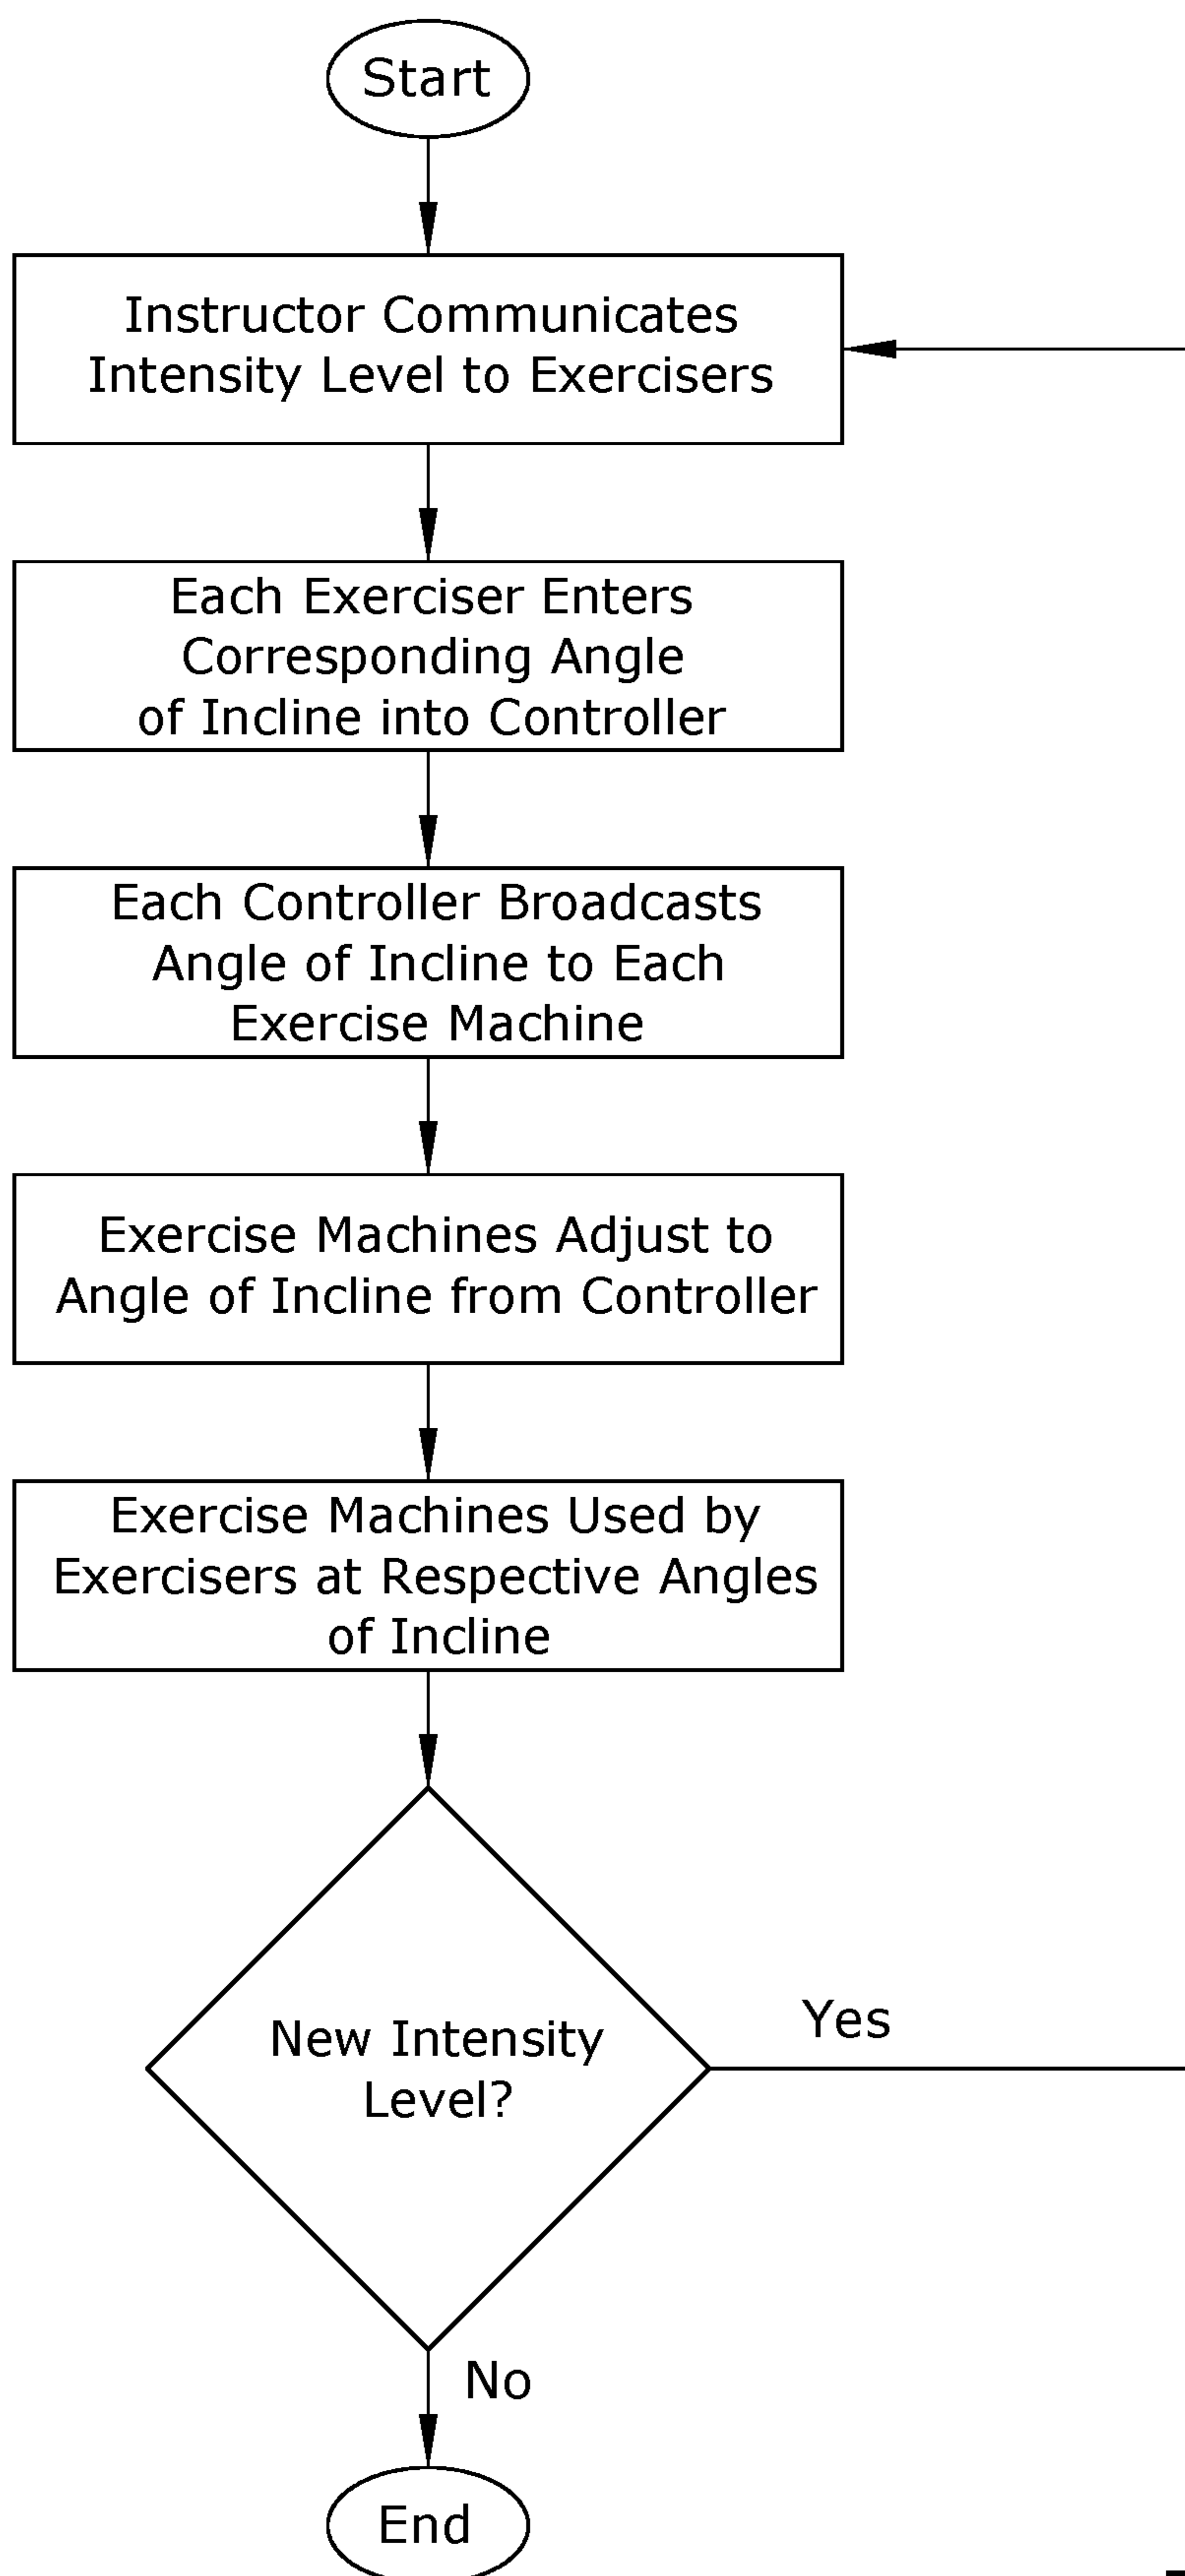 Start
Instructor Communicates
Intensity Level to Exercisers
Each Exerciser Enters
Corresponding Angle
of Incline into Controller
Each Controller Broadcasts
Angle of Incline to Each
Exercise Machine
Exercise Machines Adjust to
Angle of Incline from Controller
Exercise Machines Used by
Exercisers at Respective Angles
of Incline
New Intensity
Level?
Yes
No
End